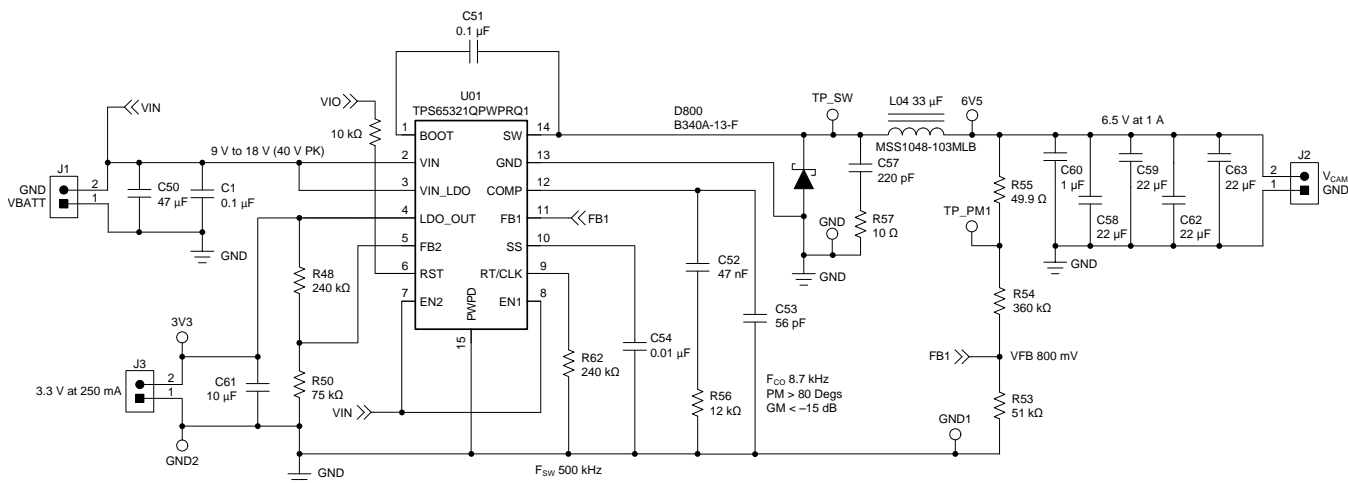 C51
0.1 µF
U01
TPS65321QPWPRQ1
VIN
VIO
10 kΩ
1 BOOT SW 14
2 VIN GND 13
3 VIN_LDO COMP 12
4 LDO_OUT FB1 11
5 FB2 SS 10
6 RST RT/CLK 9
7 EN2 EN1 8
PWPD
15
J1
GND 2
VBATT 1
9 V to 18 V (40 V PK)
C50
47 µF
C1
0.1 µF
GND
R48
240 kΩ
3V3
J3
3.3 V at 250 mA
2
1
C61
10 µF
R50
75 kΩ
VIN
GND2
GND
FSW 500 kHz
FB1
R62
240 kΩ
C54
0.01 µF
C52
47 nF
R56
12 kΩ
C53
56 pF
FCO 8.7 kHz
PM > 80 Degs
GM < –15 dB
D800
B340A-13-F
TP_SW
C57
220 pF
R57
10 Ω
GND
GND
L04 33 µF
MSS1048-103MLB
6V5
6.5 V at 1 A
R55
49.9 Ω
TP_PM1
R54
360 kΩ
FB1
VFB 800 mV
R53
51 kΩ
GND1
C60
1 µF
C58
22 µF
C59
22 µF
C62
22 µF
C63
22 µF
GND
J2
2 VCAM
1 GND